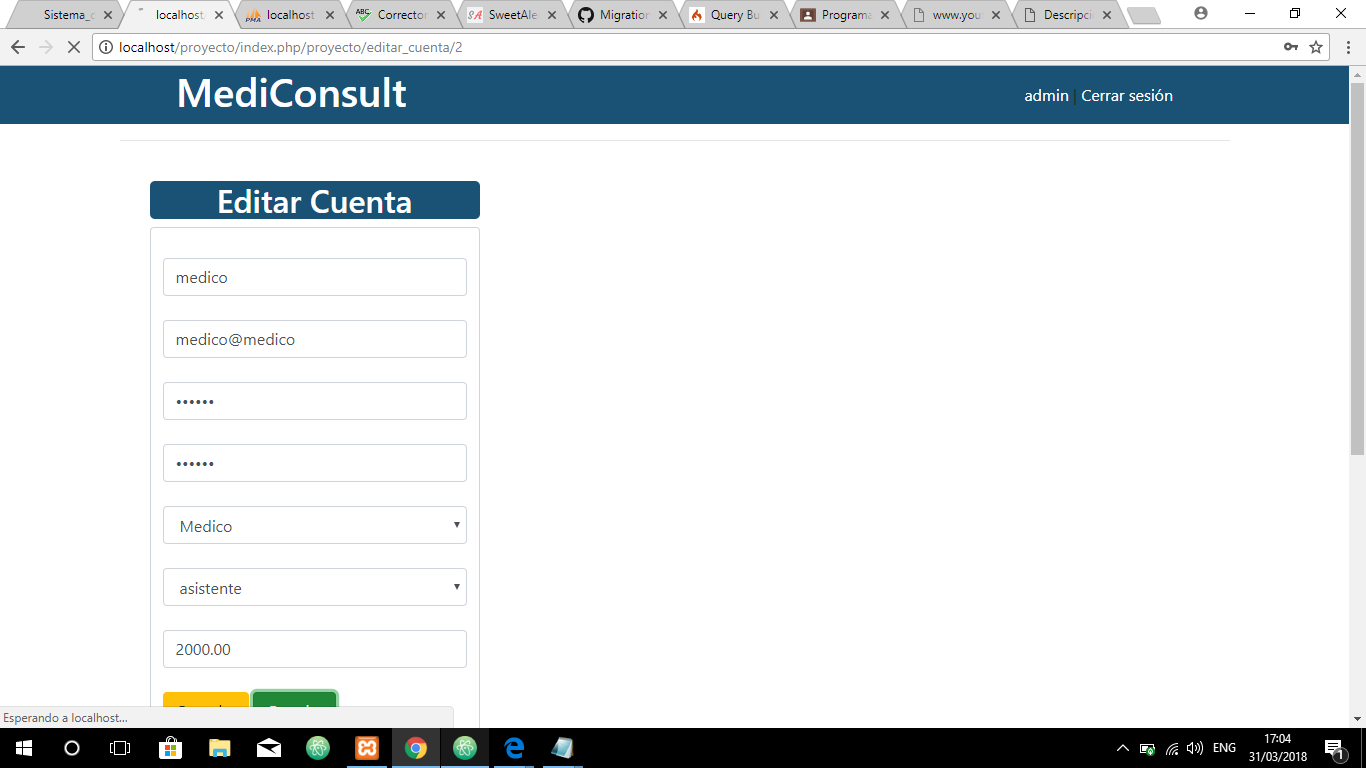 Sistema_c
localhost
localhost
Corrector
SweetAle
Migration
Query Bu
Programa
www.you
Descripci
localhost/proyecto/index.php/proyecto/editar_cuenta/2
MediConsult
admin | Cerrar sesión
Editar Cuenta
medico
medico@medico
••••••
••••••
Medico
asistente
2000.00
Esperando a localhost...
ENG
17:04
31/03/2018
1